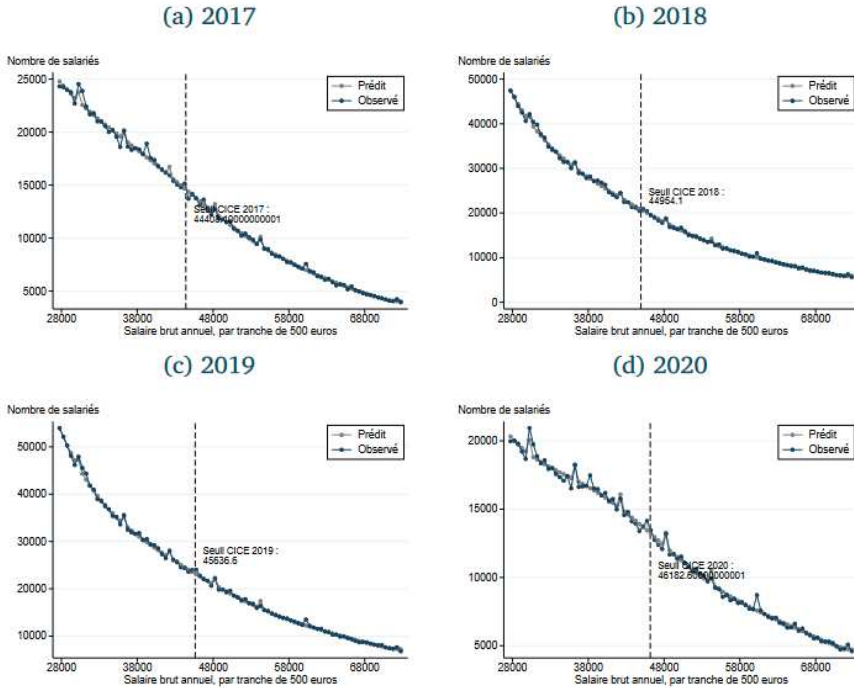 (a) 2017
Nombre de salariés
25000
20000
15000
10000
5000
Prédit
Observé
Seuil CICE 2017 :
28000 38000 48000 58000 68000
Salaire brut annuel, par tranche de 500 euros
(b) 2018
Nombre de salariés
50000
40000
30000
20000
10000
0
Prédit
Observé
Seuil CICE 2018 :
44954.1
28000 38000 48000 58000 68000
Salaire brut annuel, par tranche de 500 euros
(c) 2019
Nombre de salariés
50000
40000
30000
20000
10000
Prédit
Observé
Seuil CICE 2019 :
45636.6
28000 38000 48000 58000 68000
Salaire brut annuel, par tranche de 500 euros
(d) 2020
Nombre de salariés
20000
15000
10000
5000
Prédit
Observé
Seuil CICE 2020 :
46182.60000000001
28000 38000 48000 58000 68000
Salaire brut annuel, par tranche de 500 euros